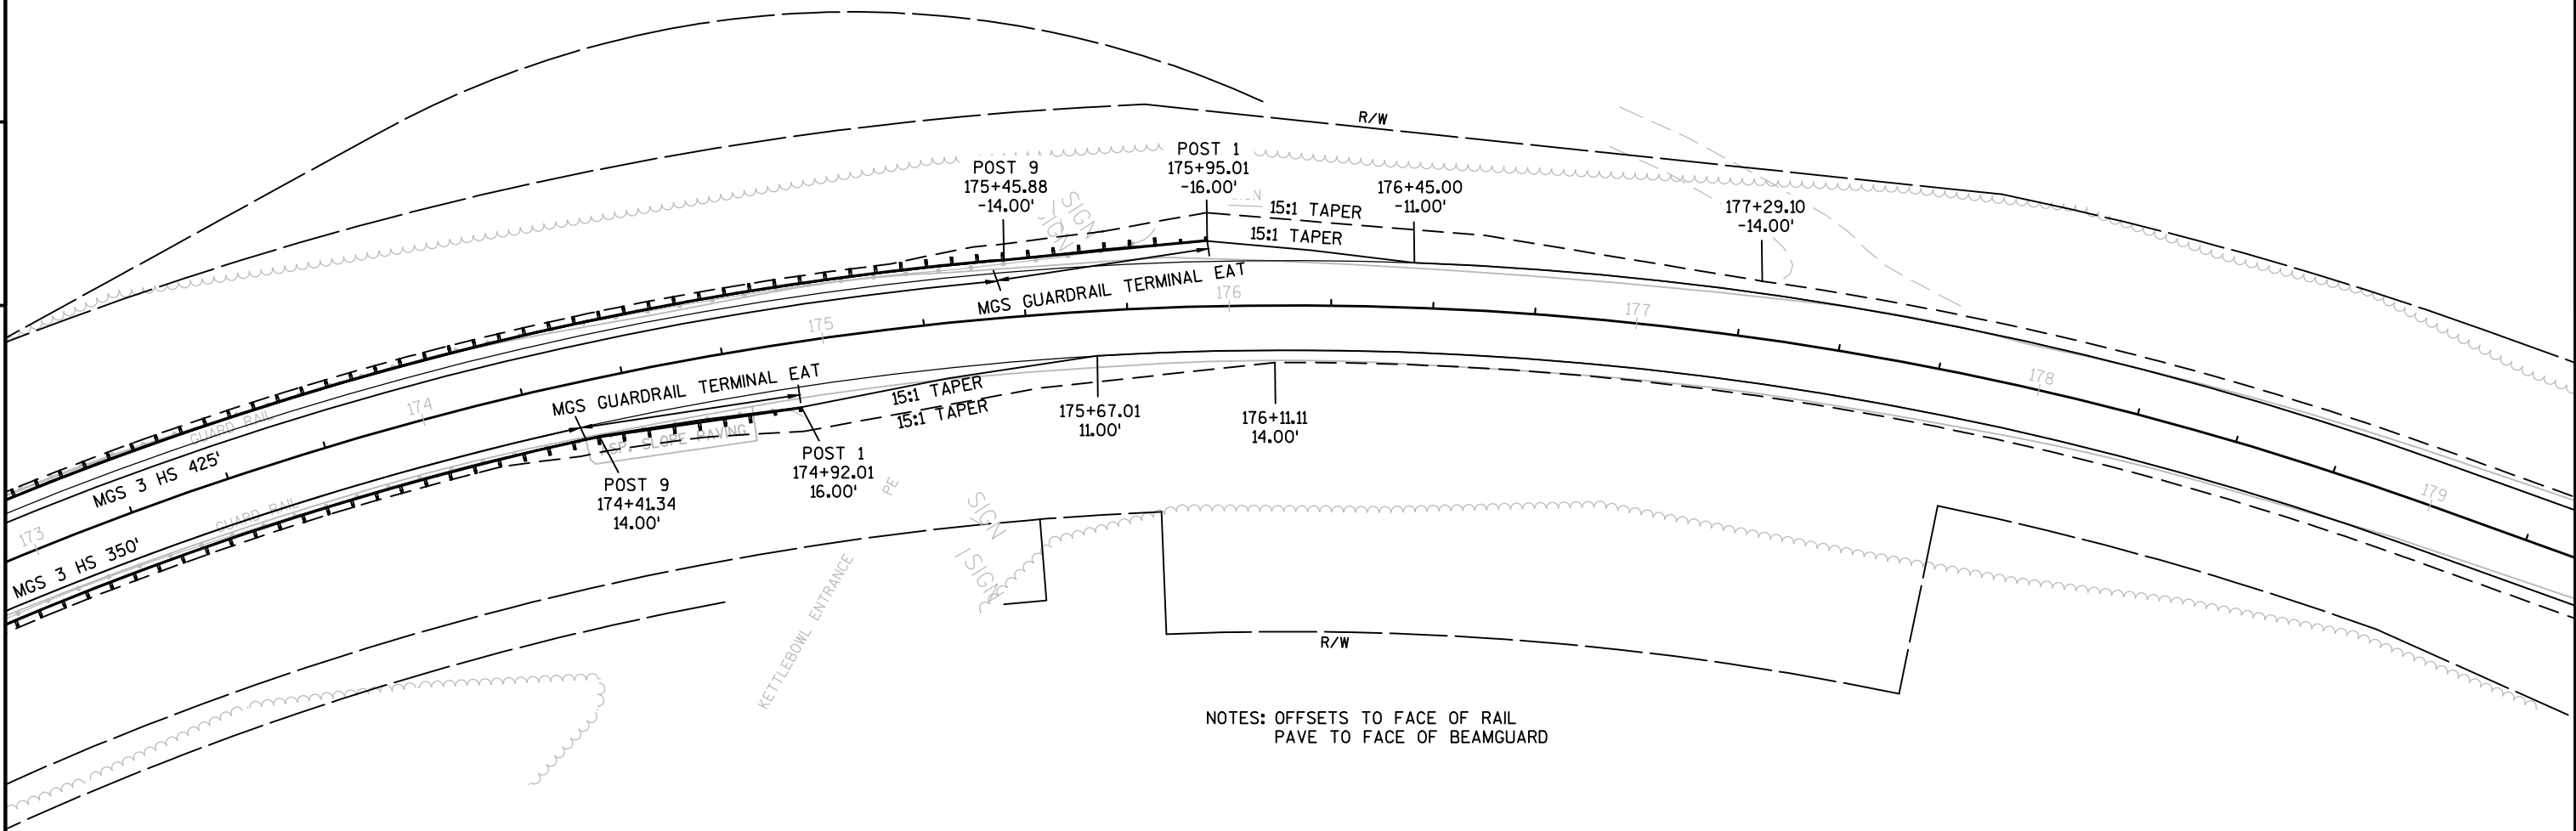 R/W
POST 1
175+95.01
-16.00'
POST 9
175+45.88
-14.00'
176+45.00
-11.00'
15:1 TAPER
15:1 TAPER
177+29.10
-14.00'
SIGN
SIGN
MGS GUARDRAIL TERMINAL EAT
176
177
175
178
174
179
173
MGS GUARDRAIL TERMINAL EAT
15:1 TAPER
15:1 TAPER
175+67.01
11.00'
176+11.11
14.00'
GUARD RAIL
MGS 3 HS 425'
SLOPE PAVING
POST 1
174+92.01
16.00'
POST 9
174+41.34
14.00'
PE
GUARD RAIL
MGS 3 HS 350'
SIGN
SIGN
KETTLEBOWL ENTRANCE
R/W
NOTES: OFFSETS TO FACE OF RAIL
PAVE TO FACE OF BEAMGUARD